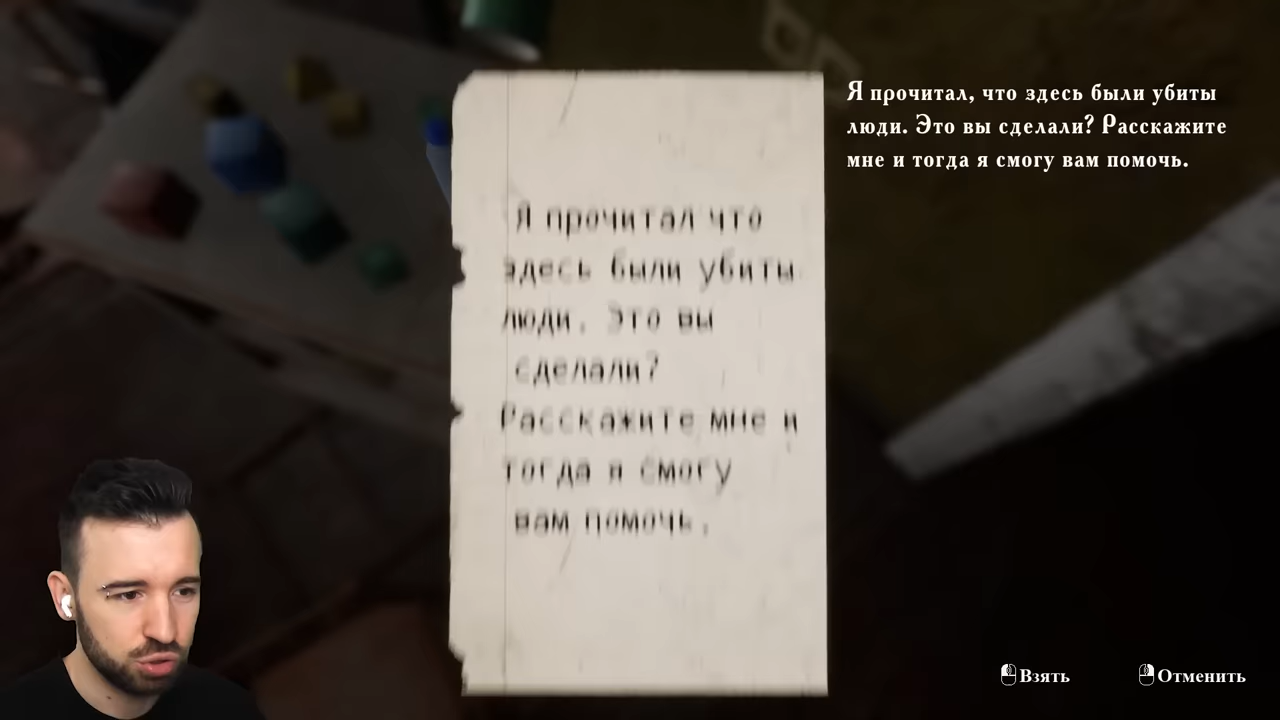 Я прочитал что
здесь были убиты
люди. Это вы
сделали?
Расскажите мне и
тогда я смогу
вам помочь.
Я прочитал, что здесь были убиты
люди. Это вы сделали? Расскажите
мне и тогда я смогу вам помочь.
Взять
Отменить